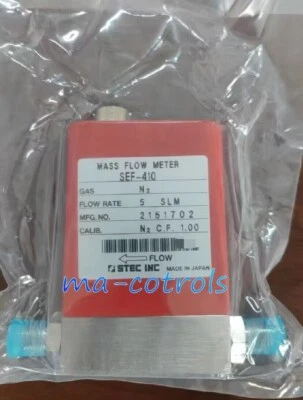 MASS FLOW METER
SEF-410
GAS N₂
FLOW RATE 5 SLM
MFG. NO. 2151702
CALIB. N₂ C.F. 1.00
FLOW
STEC INC MADE IN JAPAN
ma-cotrols